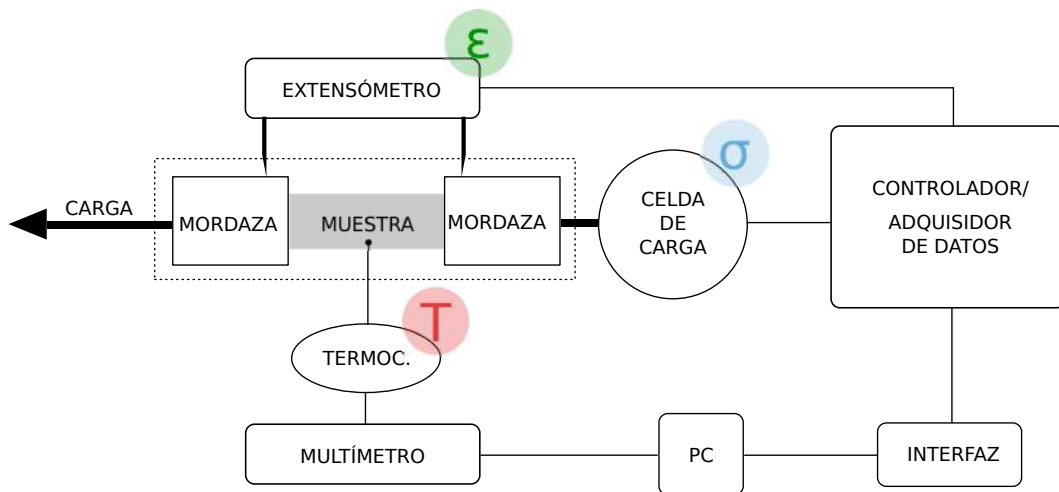 ε
EXTENSÓMETRO
σ
CARGA
MORDAZA
MUESTRA
MORDAZA
CELDA
DE
CARGA
CONTROLADOR/
ADQUISIDOR
DE DATOS
T
TERMOC.
MULTÍMETRO
PC
INTERFAZ